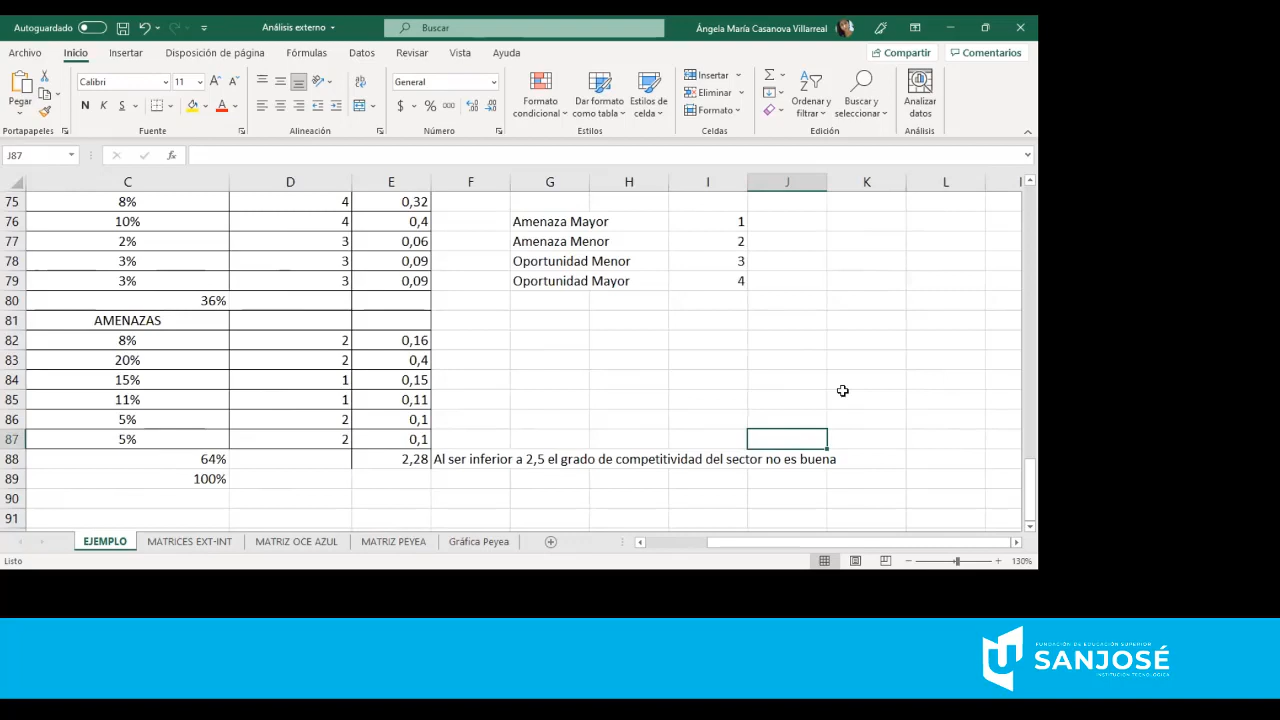 Autoguardado
Análisis externo
Buscar
Ángela María Casanova Villarreal
Archivo Inicio Insertar Disposición de página Fórmulas Datos Revisar Vista Ayuda Compartir Comentarios
Pegar
Calibri 11
N K S
General
$ % 000
Formato condicional
Dar formato como tabla
Estilos de celda
Insertar
Eliminar
Formato
Ordenar y filtrar
Buscar y seleccionar
Analizar datos
Portapapeles Fuente Alineación Número Estilos Celdas Edición Análisis
J87 fx
C D E F G H I J K L
75 8% 4 0,32
76 10% 4 0,4 Amenaza Mayor 1
77 2% 3 0,06 Amenaza Menor 2
78 3% 3 0,09 Oportunidad Menor 3
79 3% 3 0,09 Oportunidad Mayor 4
80 36%
81 AMENAZAS
82 8% 2 0,16
83 20% 2 0,4
84 15% 1 0,15
85 11% 1 0,11
86 5% 2 0,1
87 5% 2 0,1
88 64% 2,28 Al ser inferior a 2,5 el grado de competitividad del sector no es buena
89 100%
90
91
EJEMPLO MATRICES EXT-INT MATRIZ OCE AZUL MATRIZ PEYEA Gráfica Peyea
Listo 130%
FUNDACIÓN DE EDUCACIÓN SUPERIOR
SANJOSÉ
INSTITUCIÓN TECNOLÓGICA